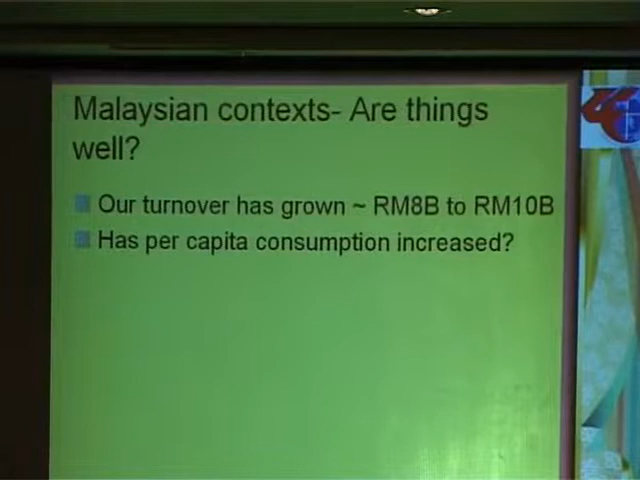 Malaysian contexts- Are things
well?
Our turnover has grown ~ RM8B to RM10B
Has per capita consumption increased?